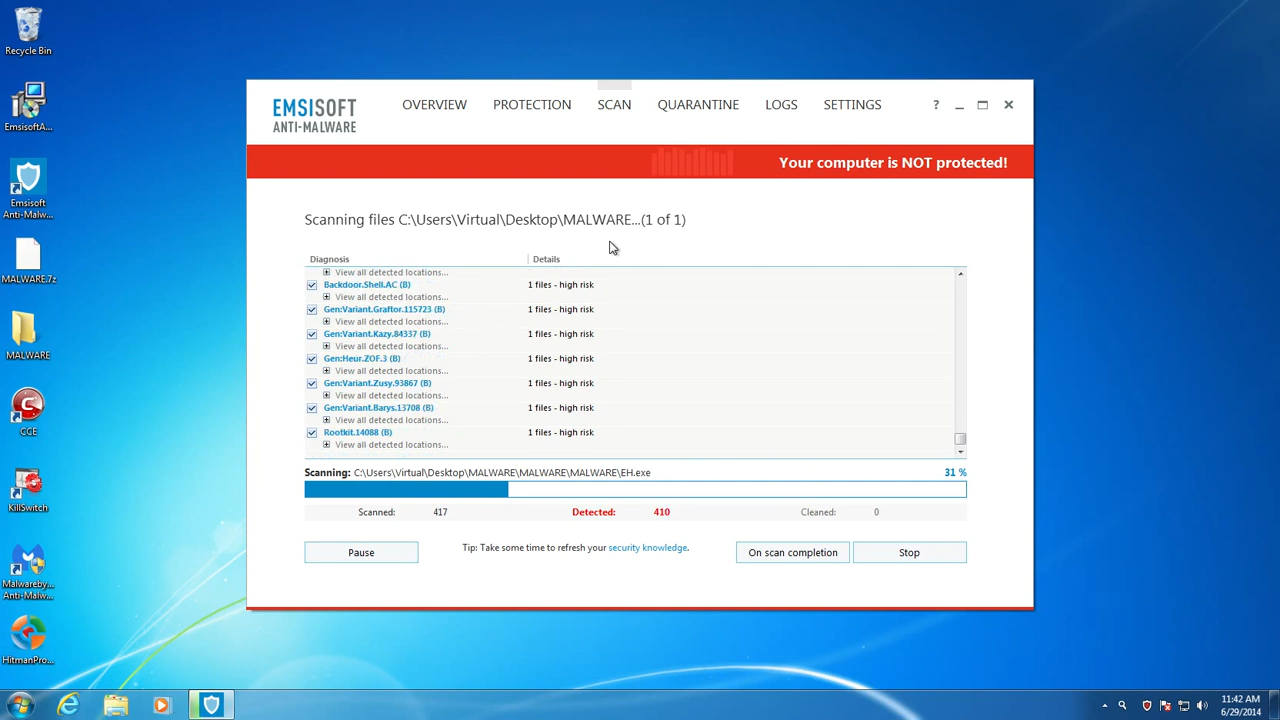 Recycle Bin
EmsisoftA...
Emsisoft
Anti-Malw...
MALWARE.7z
MALWARE
CCE
KillSwitch
Malwareby...
Anti-Malw...
HitmanPro...
EMSISOFT
ANTI-MALWARE
OVERVIEW PROTECTION SCAN QUARANTINE LOGS SETTINGS ?
Your computer is NOT protected!
Scanning files C:\Users\Virtual\Desktop\MALWARE...(1 of 1)
Diagnosis Details
View all detected locations...
Backdoor.Shell.AC (B) 1 files - high risk
View all detected locations...
Gen:Variant.Graftor.115723 (B) 1 files - high risk
View all detected locations...
Gen:Variant.Kazy.84337 (B) 1 files - high risk
View all detected locations...
Gen:Heur.ZOF.3 (B) 1 files - high risk
View all detected locations...
Gen:Variant.Zusy.93867 (B) 1 files - high risk
View all detected locations...
Gen:Variant.Barys.13708 (B) 1 files - high risk
View all detected locations...
Rootkit.14088 (B) 1 files - high risk
View all detected locations...
Scanning: C:\Users\Virtual\Desktop\MALWARE\MALWARE\MALWARE\EH.exe 31 %
Scanned: 417 Detected: 410 Cleaned: 0
Pause Tip: Take some time to refresh your security knowledge. On scan completion Stop
11:42 AM
6/29/2014